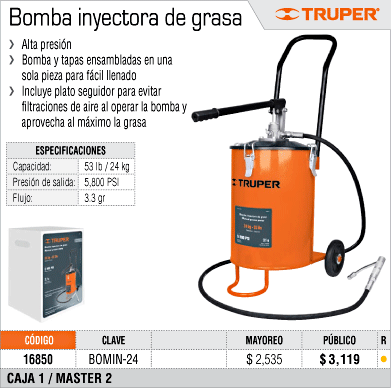 Bomba inyectora de grasa
TRUPER®
Alta presión
Bomba y tapas ensambladas en una
sola pieza para fácil llenado
Incluye plato seguidor para evitar
filtraciones de aire al operar la bomba y
aprovecha al máximo la grasa
ESPECIFICACIONES
Capacidad: 53 lb / 24 kg
Presión de salida: 5,800 PSI
Flujo: 3.3 gr
TRUPER
TRUPER
CÓDIGO CLAVE MAYOREO PÚBLICO R
16850 BOMIN-24 $ 2,535 $ 3,119
CAJA 1 / MASTER 2